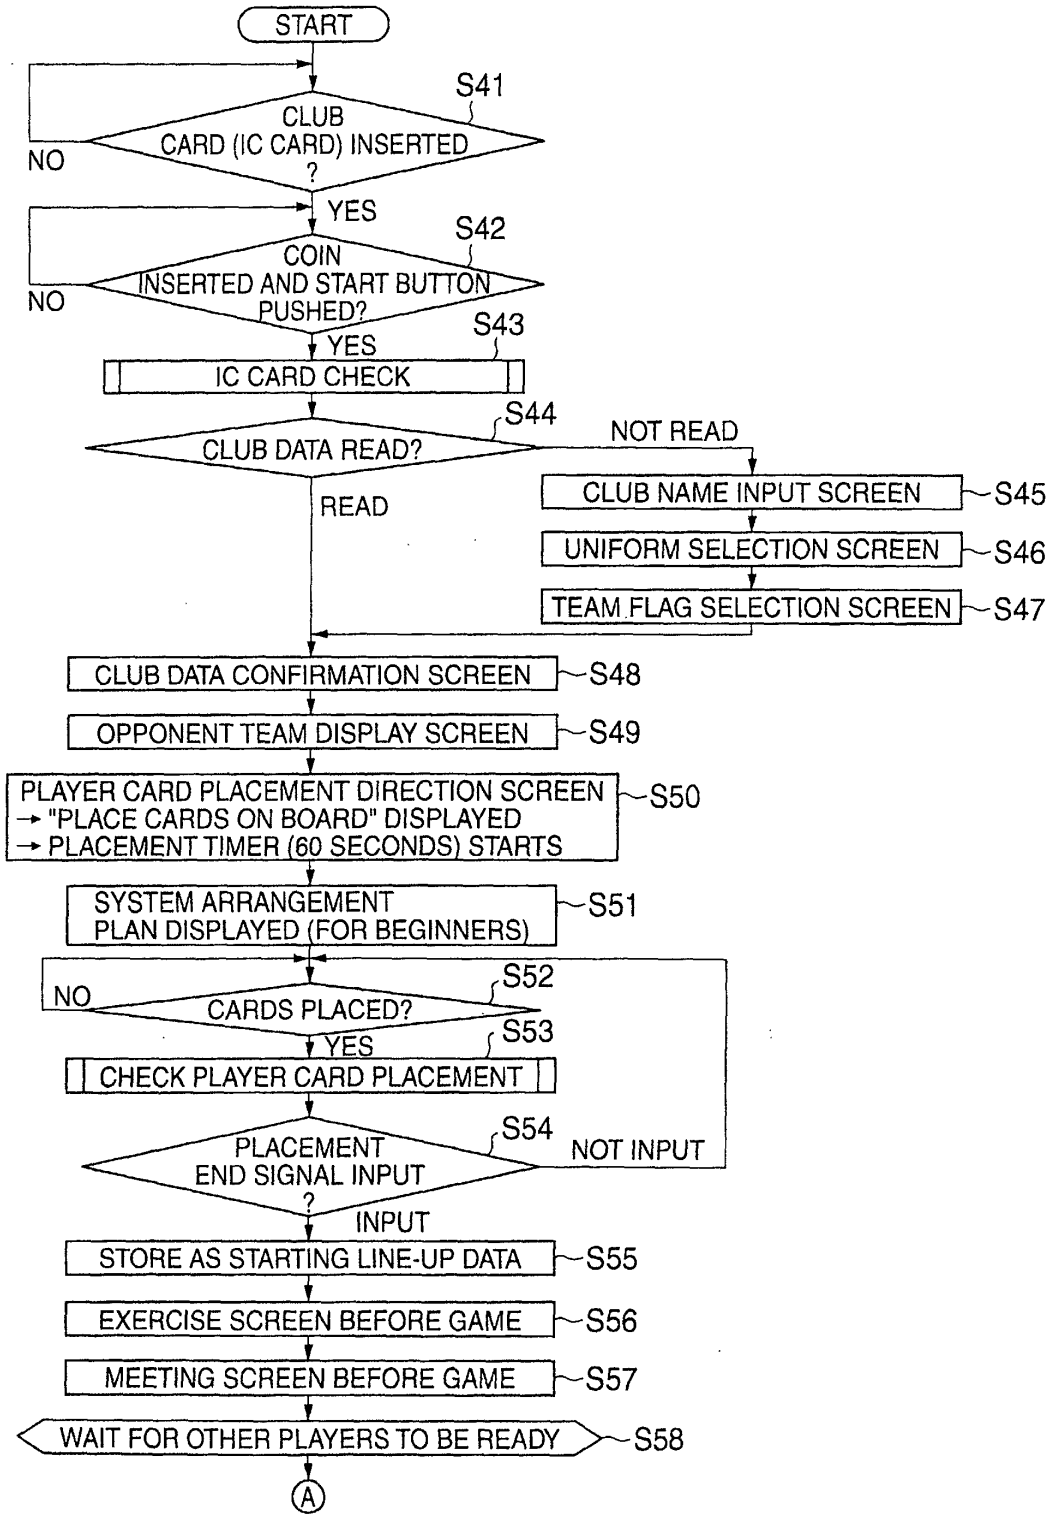 START
S41
CLUB
CARD (IC CARD) INSERTED
?
NO
YES
S42
COIN
INSERTED AND START BUTTON
PUSHED?
NO
YES
S43
IC CARD CHECK
S44
CLUB DATA READ?
NOT READ
READ
CLUB NAME INPUT SCREEN
S45
UNIFORM SELECTION SCREEN
S46
TEAM FLAG SELECTION SCREEN
S47
CLUB DATA CONFIRMATION SCREEN
S48
OPPONENT TEAM DISPLAY SCREEN
S49
PLAYER CARD PLACEMENT DIRECTION SCREEN
→ "PLACE CARDS ON BOARD" DISPLAYED
→ PLACEMENT TIMER (60 SECONDS) STARTS
S50
SYSTEM ARRANGEMENT
PLAN DISPLAYED (FOR BEGINNERS)
S51
S52
NO
CARDS PLACED?
YES
S53
CHECK PLAYER CARD PLACEMENT
S54
PLACEMENT
END SIGNAL INPUT
?
NOT INPUT
INPUT
STORE AS STARTING LINE-UP DATA
S55
EXERCISE SCREEN BEFORE GAME
S56
MEETING SCREEN BEFORE GAME
S57
WAIT FOR OTHER PLAYERS TO BE READY
S58
A